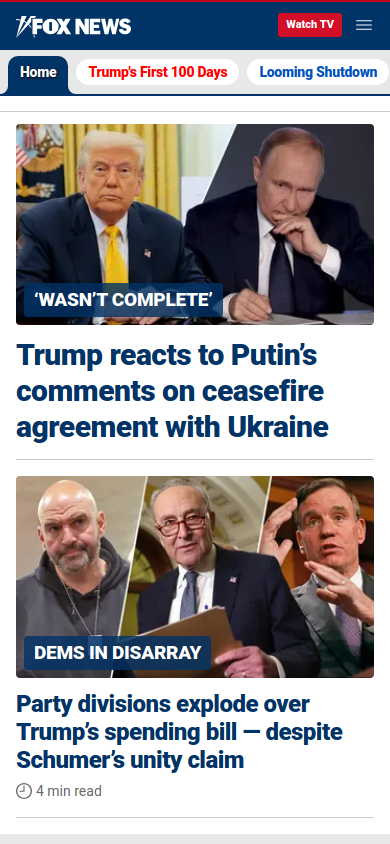 FOX NEWS
Watch TV
Home
Trump's First 100 Days
Looming Shutdown
‘WASN’T COMPLETE’
Trump reacts to Putin’s
comments on ceasefire
agreement with Ukraine
DEMS IN DISARRAY
Party divisions explode over
Trump’s spending bill — despite
Schumer’s unity claim
4 min read